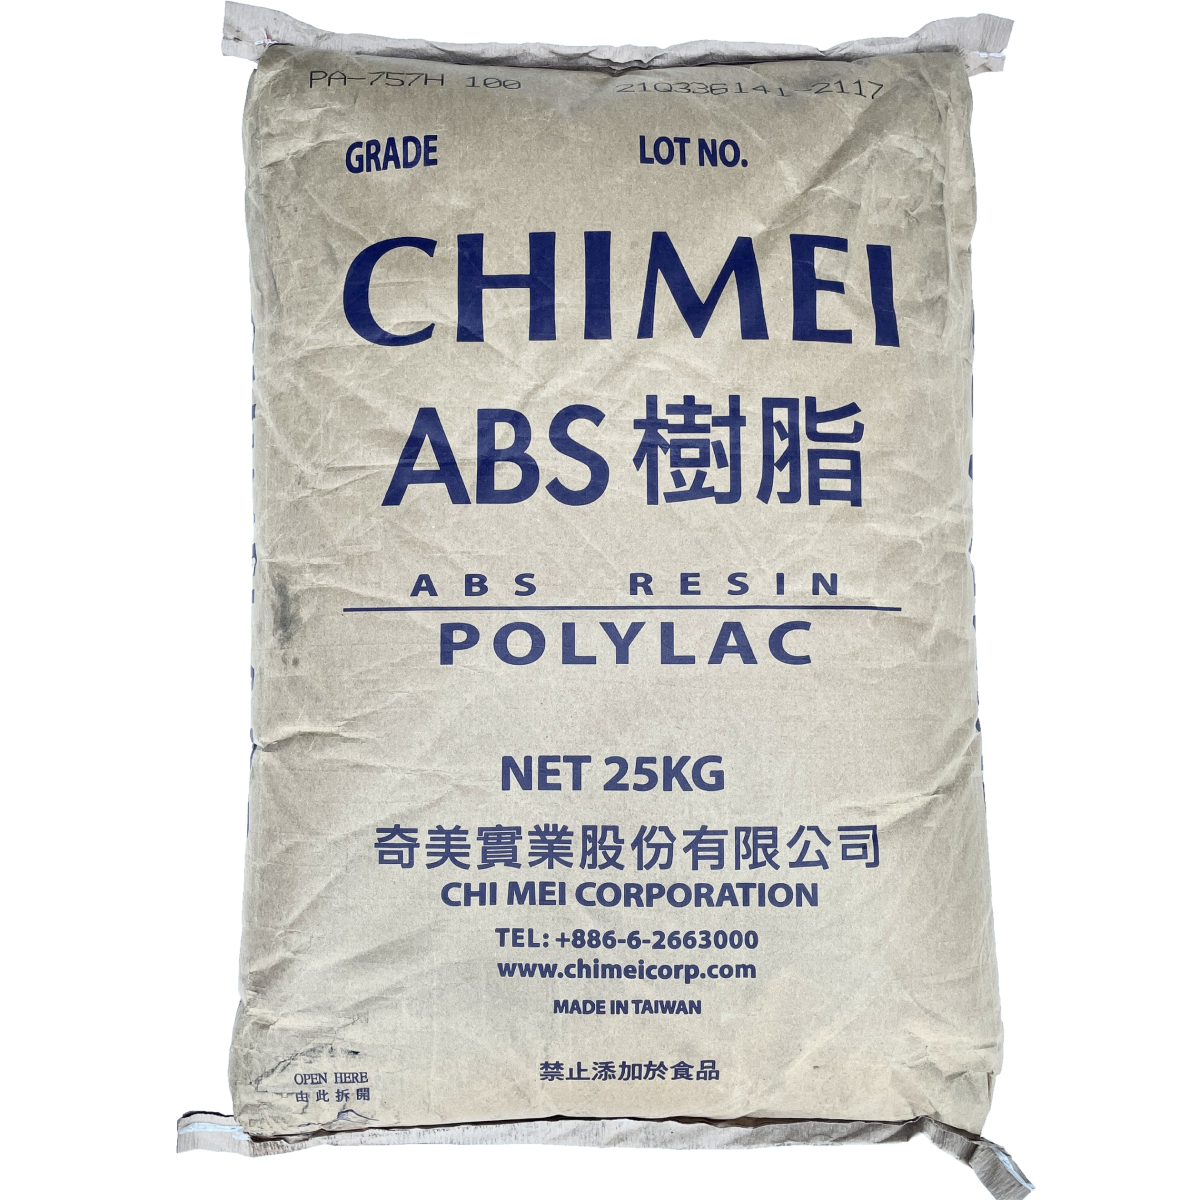 PA-757H 100 21Q336141-2117
GRADE LOT NO.
CHIMEI
ABS 樹脂
ABS RESIN
POLYLAC
NET 25KG
奇美實業股份有限公司
CHI MEI CORPORATION
TEL: +886-6-2663000
www.chimeicorp.com
MADE IN TAIWAN
禁止添加於食品
OPEN HERE
由此拆開